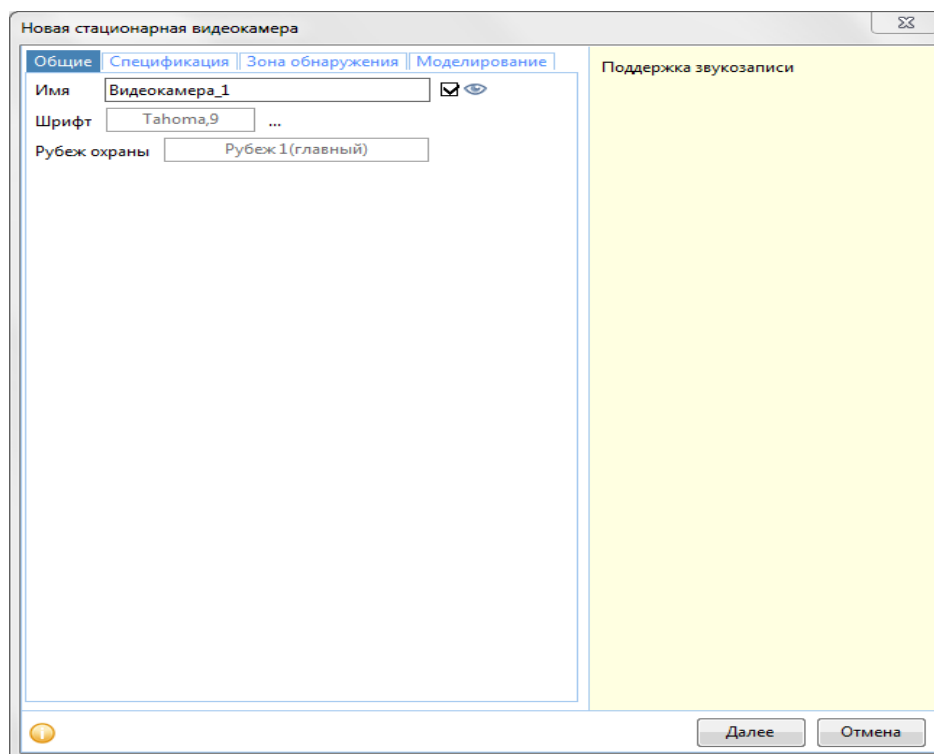 Новая стационарная видеокамера
Общие Спецификация Зона обнаружения Моделирование
Имя Видеокамера_1
Шрифт Tahoma,9 ...
Рубеж охраны Рубеж 1(главный)
Поддержка звукозаписи
Далее Отмена